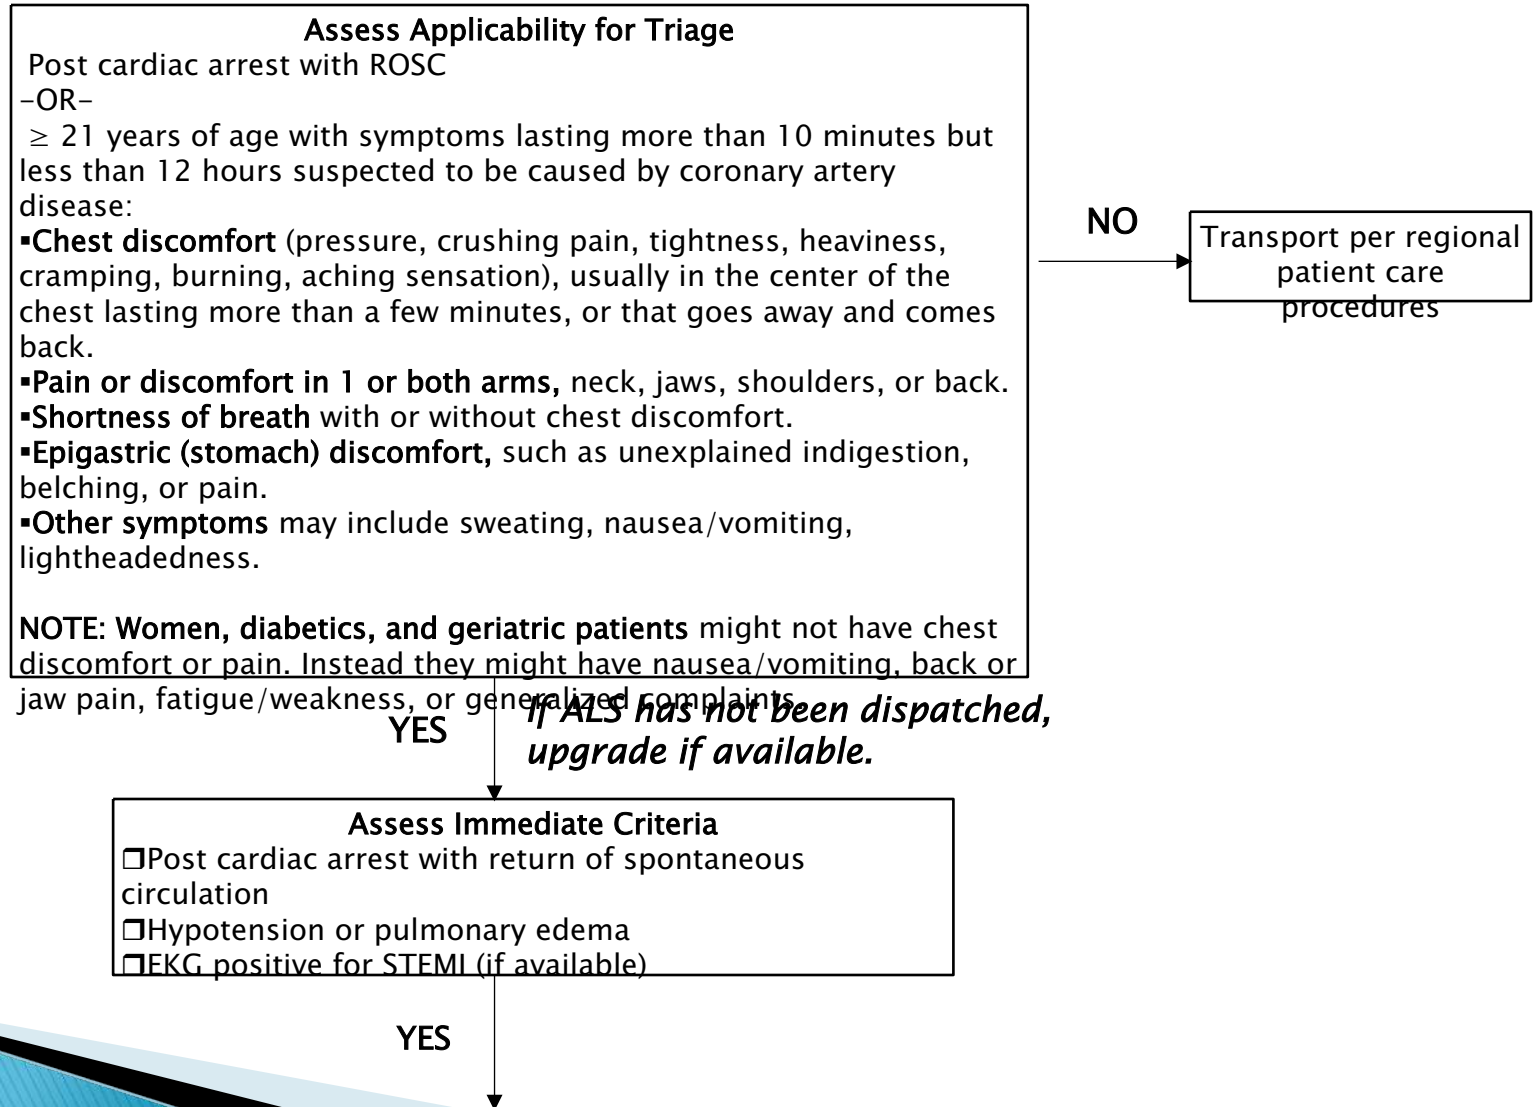 Assess Applicability for Triage
Post cardiac arrest with ROSC
-OR-
≥ 21 years of age with symptoms lasting more than 10 minutes but
less than 12 hours suspected to be caused by coronary artery
disease:
▪Chest discomfort (pressure, crushing pain, tightness, heaviness,
cramping, burning, aching sensation), usually in the center of the
chest lasting more than a few minutes, or that goes away and comes
back.
▪Pain or discomfort in 1 or both arms, neck, jaws, shoulders, or back.
▪Shortness of breath with or without chest discomfort.
▪Epigastric (stomach) discomfort, such as unexplained indigestion,
belching, or pain.
▪Other symptoms may include sweating, nausea/vomiting,
lightheadedness.
NOTE: Women, diabetics, and geriatric patients might not have chest
discomfort or pain. Instead they might have nausea/vomiting, back or
jaw pain, fatigue/weakness, or generalized complaints.
NO
Transport per regional
patient care
procedures
YES
If ALS has not been dispatched,
upgrade if available.
Assess Immediate Criteria
❒Post cardiac arrest with return of spontaneous
circulation
❒Hypotension or pulmonary edema
❒EKG positive for STEMI (if available)
YES